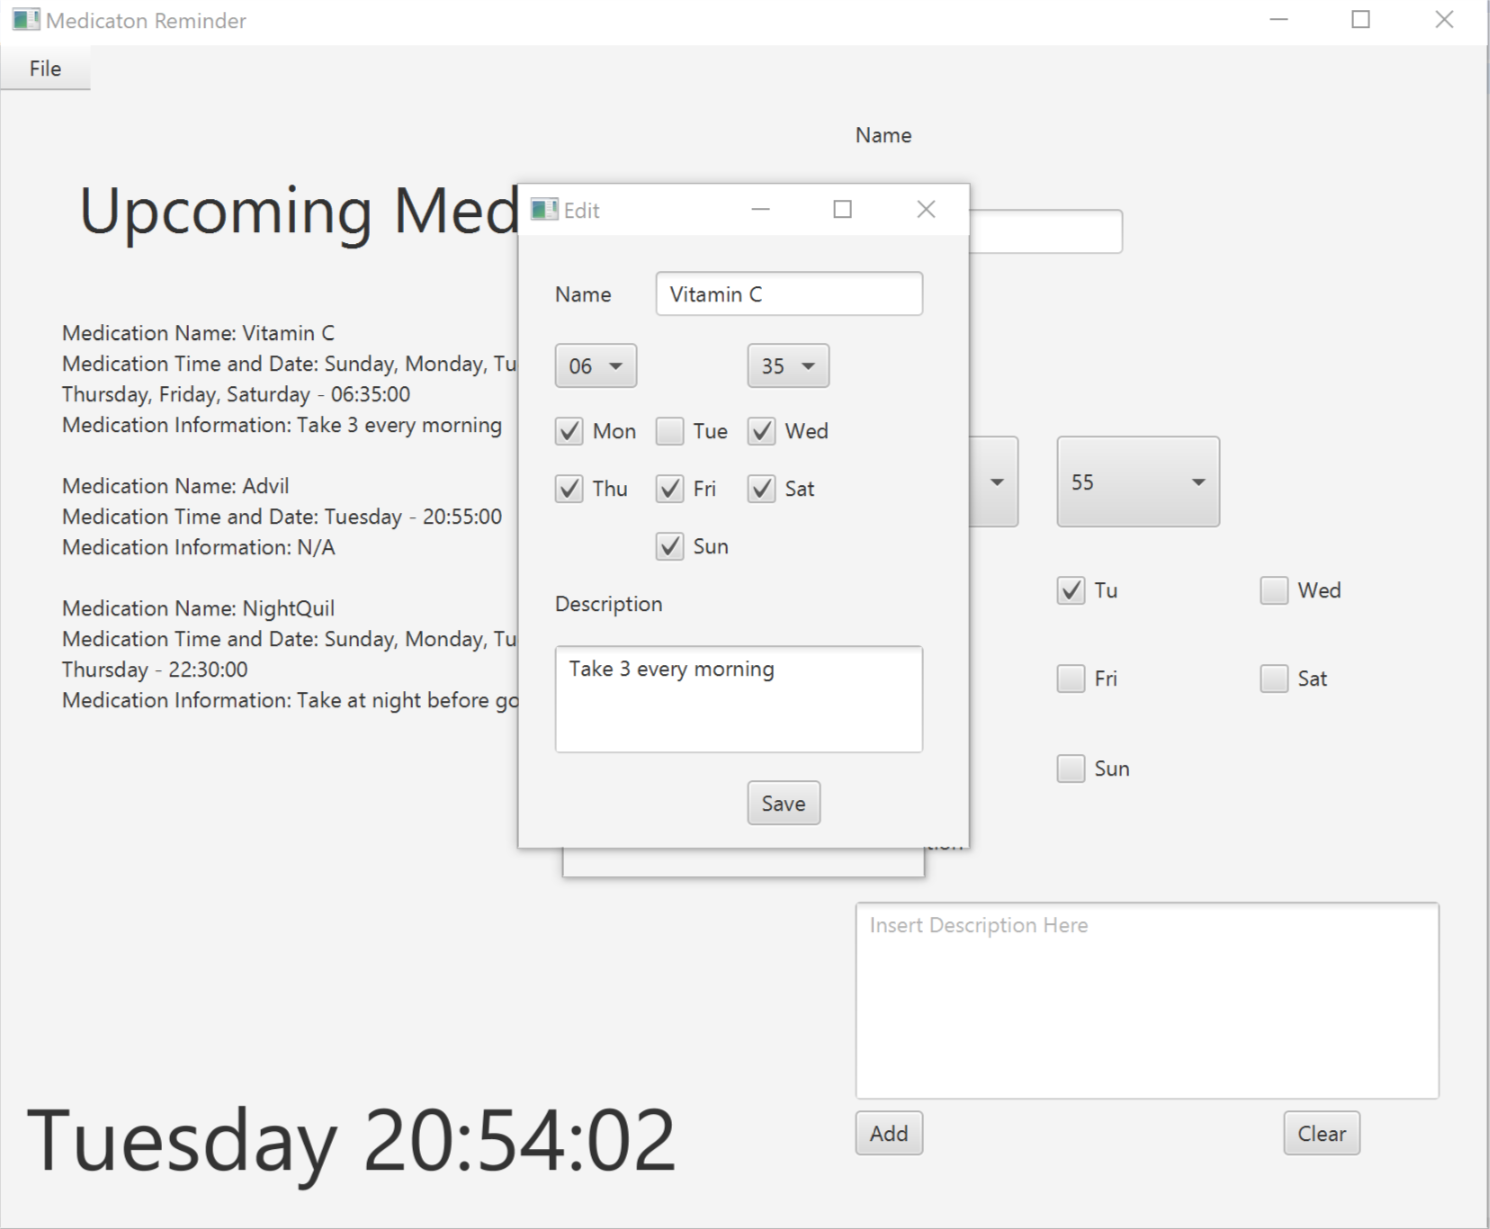 Medicaton Reminder
File
Name
Upcoming Med
Medication Name: Vitamin C
Medication Time and Date: Sunday, Monday, Tu
Thursday, Friday, Saturday - 06:35:00
Medication Information: Take 3 every morning
Medication Name: Advil
Medication Time and Date: Tuesday - 20:55:00
Medication Information: N/A
Medication Name: NightQuil
Medication Time and Date: Sunday, Monday, Tu
Thursday - 22:30:00
Medication Information: Take at night before go
Edit
Name Vitamin C
06 35
Mon Tue Wed
Thu Fri Sat
Sun
Description
Take 3 every morning
Save
55
Tu Wed
Fri Sat
Sun
Insert Description Here
Add Clear
Tuesday 20:54:02